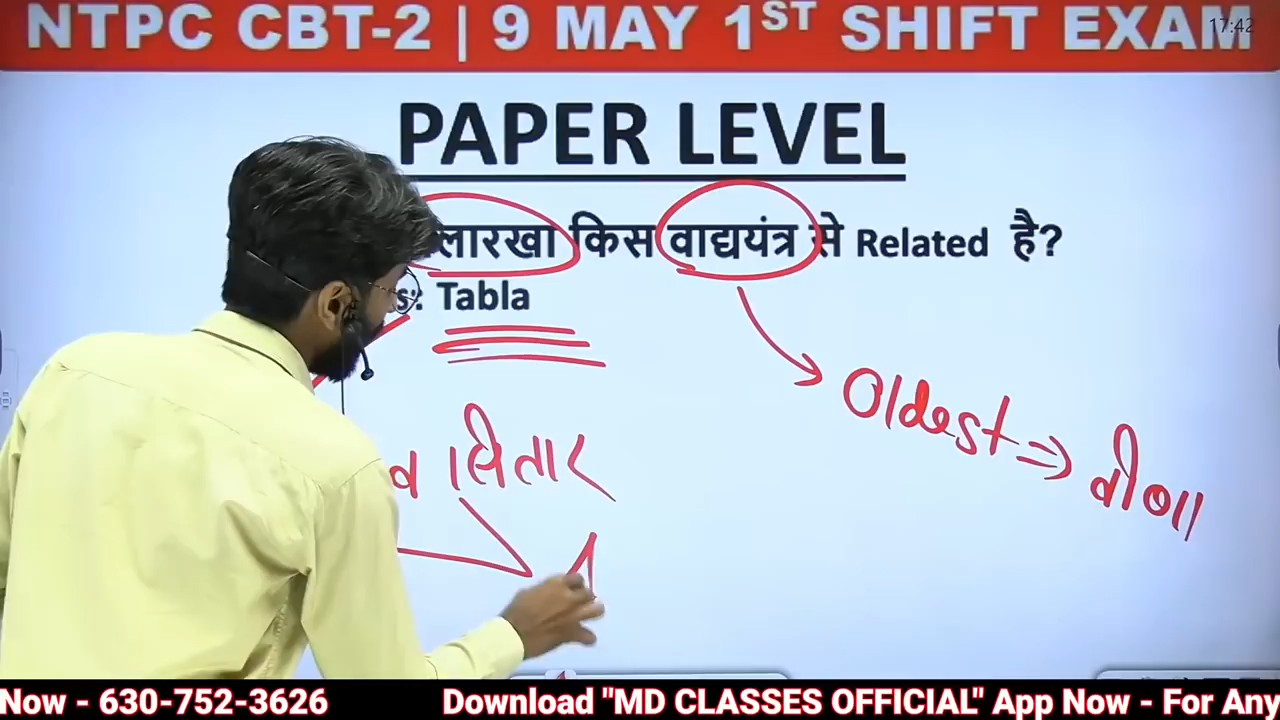 NTPC CBT-2 | 9 MAY 1ST SHIFT EXAM
17:42
PAPER LEVEL
लारखा किस वाद्ययंत्र से Related है?
s: Tabla
Oldest ⇒ वीणा
व सितार
Now - 630-752-3626 Download "MD CLASSES OFFICIAL" App Now - For Any